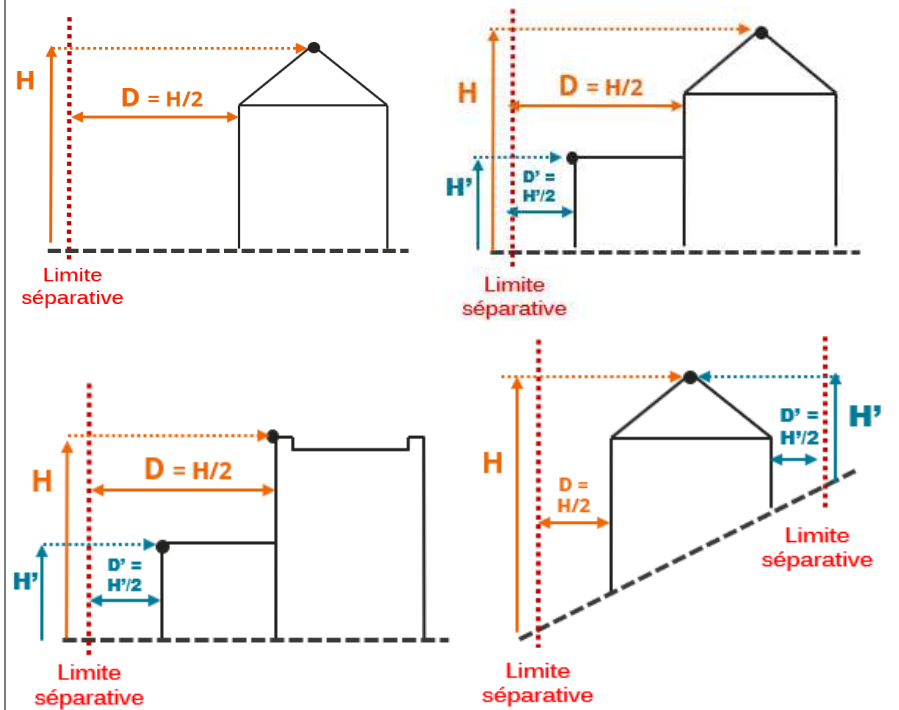 H
D = H/2
Limite
séparative
H
D = H/2
H’
D’ =
H’/2
Limite
séparative
H
D = H/2
H’
D’ =
H’/2
Limite
séparative
H
D =
H/2
D’ =
H’/2
H’
Limite
séparative
Limite
séparative